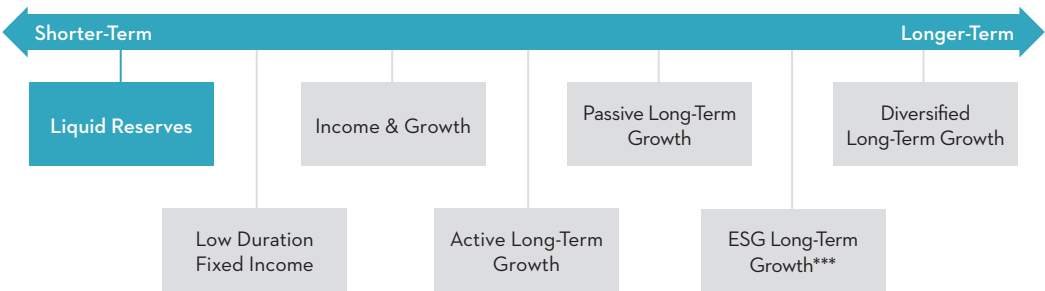 Shorter-Term
Longer-Term
Liquid Reserves
Income & Growth
Passive Long-Term
Growth
Diversified
Long-Term Growth
Low Duration
Fixed Income
Active Long-Term
Growth
ESG Long-Term
Growth***